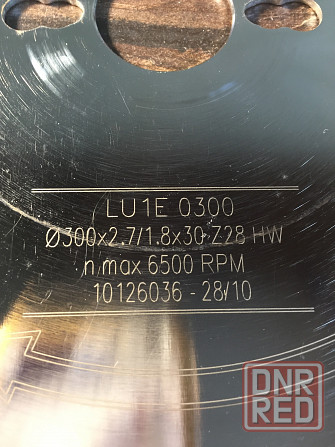 LU1E 0300
Ø300x2.7/1.8x30 Z28 HW
n max 6500 RPM
10126036 - 28/10
DNR
RED